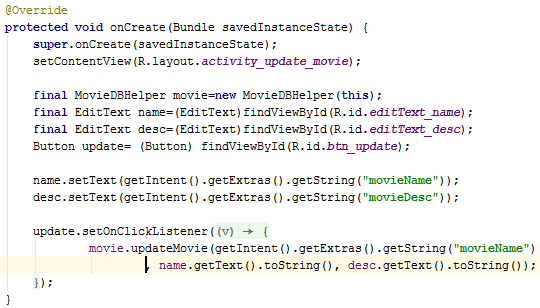 @Override
protected void onCreate(Bundle savedInstanceState) {
super.onCreate(savedInstanceState);
setContentView(R.layout.activity_update_movie);
final MovieDBHelper movie=new MovieDBHelper(this);
final EditText name=(EditText)findViewById(R.id.editText_name);
final EditText desc=(EditText)findViewById(R.id.editText_desc);
Button update= (Button) findViewById(R.id.btn_update);
name.setText(getIntent().getExtras().getString("movieName"));
desc.setText(getIntent().getExtras().getString("movieDesc"));
update.setOnClickListener((v) → {
movie.updateMovie(getIntent().getExtras().getString("movieName")
, name.getText().toString(), desc.getText().toString());
});
}